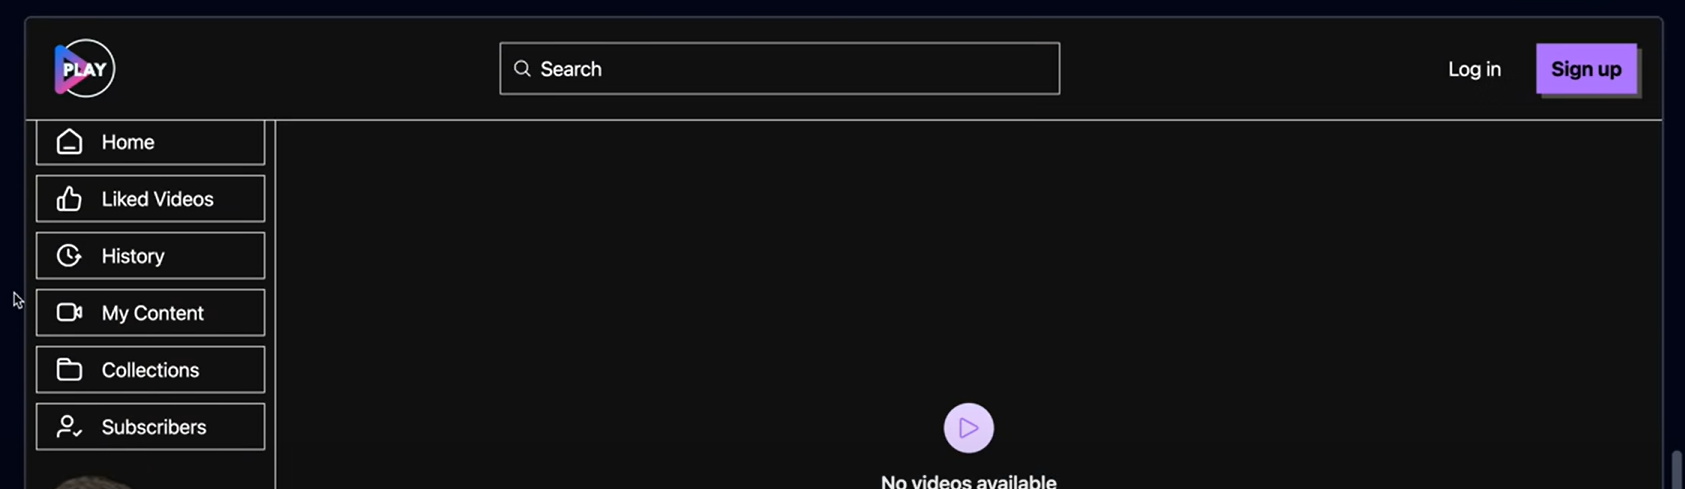 PLAY
Search
Log in
Sign up
Home
Liked Videos
History
My Content
Collections
Subscribers
No videos available